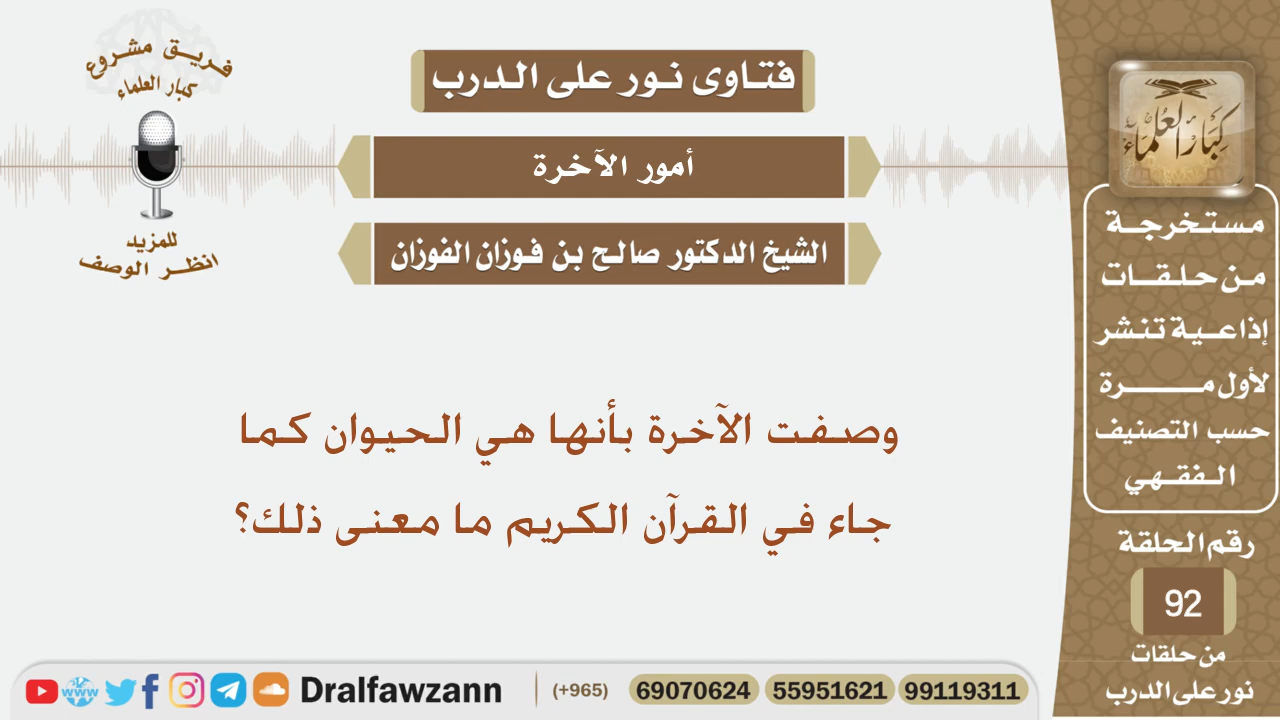 فريق مشروع
كبار العلماء
للمزيد
انظر الوصف
فتاوى نور على الدرب
أمور الآخرة
الشيخ الدكتور صالح بن فوزان الفوزان
وصفت الآخرة بأنها هي الحيوان كما
جاء في القرآن الكريم ما معنى ذلك؟
كبار العلماء
مستخرجة
من حلقات
إذاعية تنشر
لأول مرة
حسب التصنيف
الفقهي
رقم الحلقة
92
من حلقات
نور على الدرب
www Dralfawzann (+965) 69070624 55951621 99119311